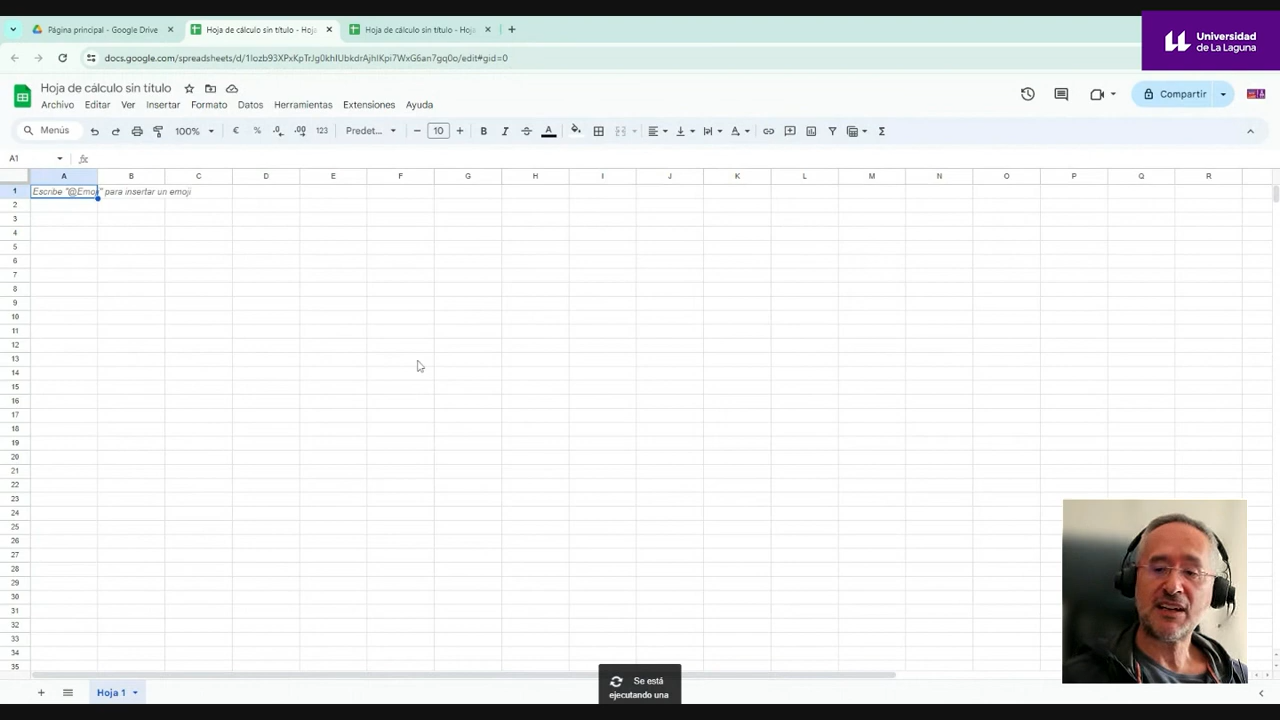 Página principal - Google Drive
Hoja de cálculo sin título - Hoj
Hoja de cálculo sin título - Hoj
Universidad
de La Laguna
docs.google.com/spreadsheets/d/1lozb93XPxKpTrJg0khIUbkdrAjhIKpi7WxG6an7gq0o/edit#gid=0
Hoja de cálculo sin título
Archivo Editar Ver Insertar Formato Datos Herramientas Extensiones Ayuda
Compartir
Menús 100% € % .0 .00 123 Predet... 10 B I A
A1 fx
A B C D E F G H I J K L M N O P Q R
1 Escribe "@Emoji" para insertar un emoji
2
3
4
5
6
7
8
9
10
11
12
13
14
15
16
17
18
19
20
21
22
23
24
25
26
27
28
29
30
31
32
33
34
35
Se está
ejecutando una
Hoja 1